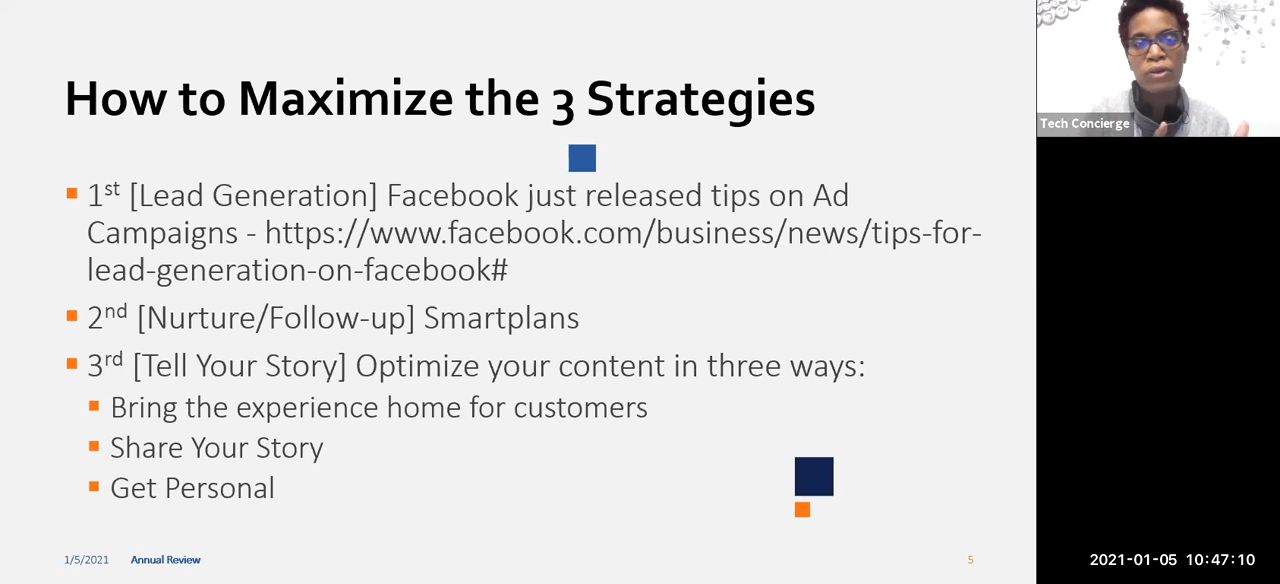 How to Maximize the 3 Strategies
1st [Lead Generation] Facebook just released tips on Ad
Campaigns - https://www.facebook.com/business/news/tips-for-
lead-generation-on-facebook#
2nd [Nurture/Follow-up] Smartplans
3rd [Tell Your Story] Optimize your content in three ways:
Bring the experience home for customers
Share Your Story
Get Personal
1/5/2021 Annual Review 5
Tech Concierge
2021-01-05 10:47:10